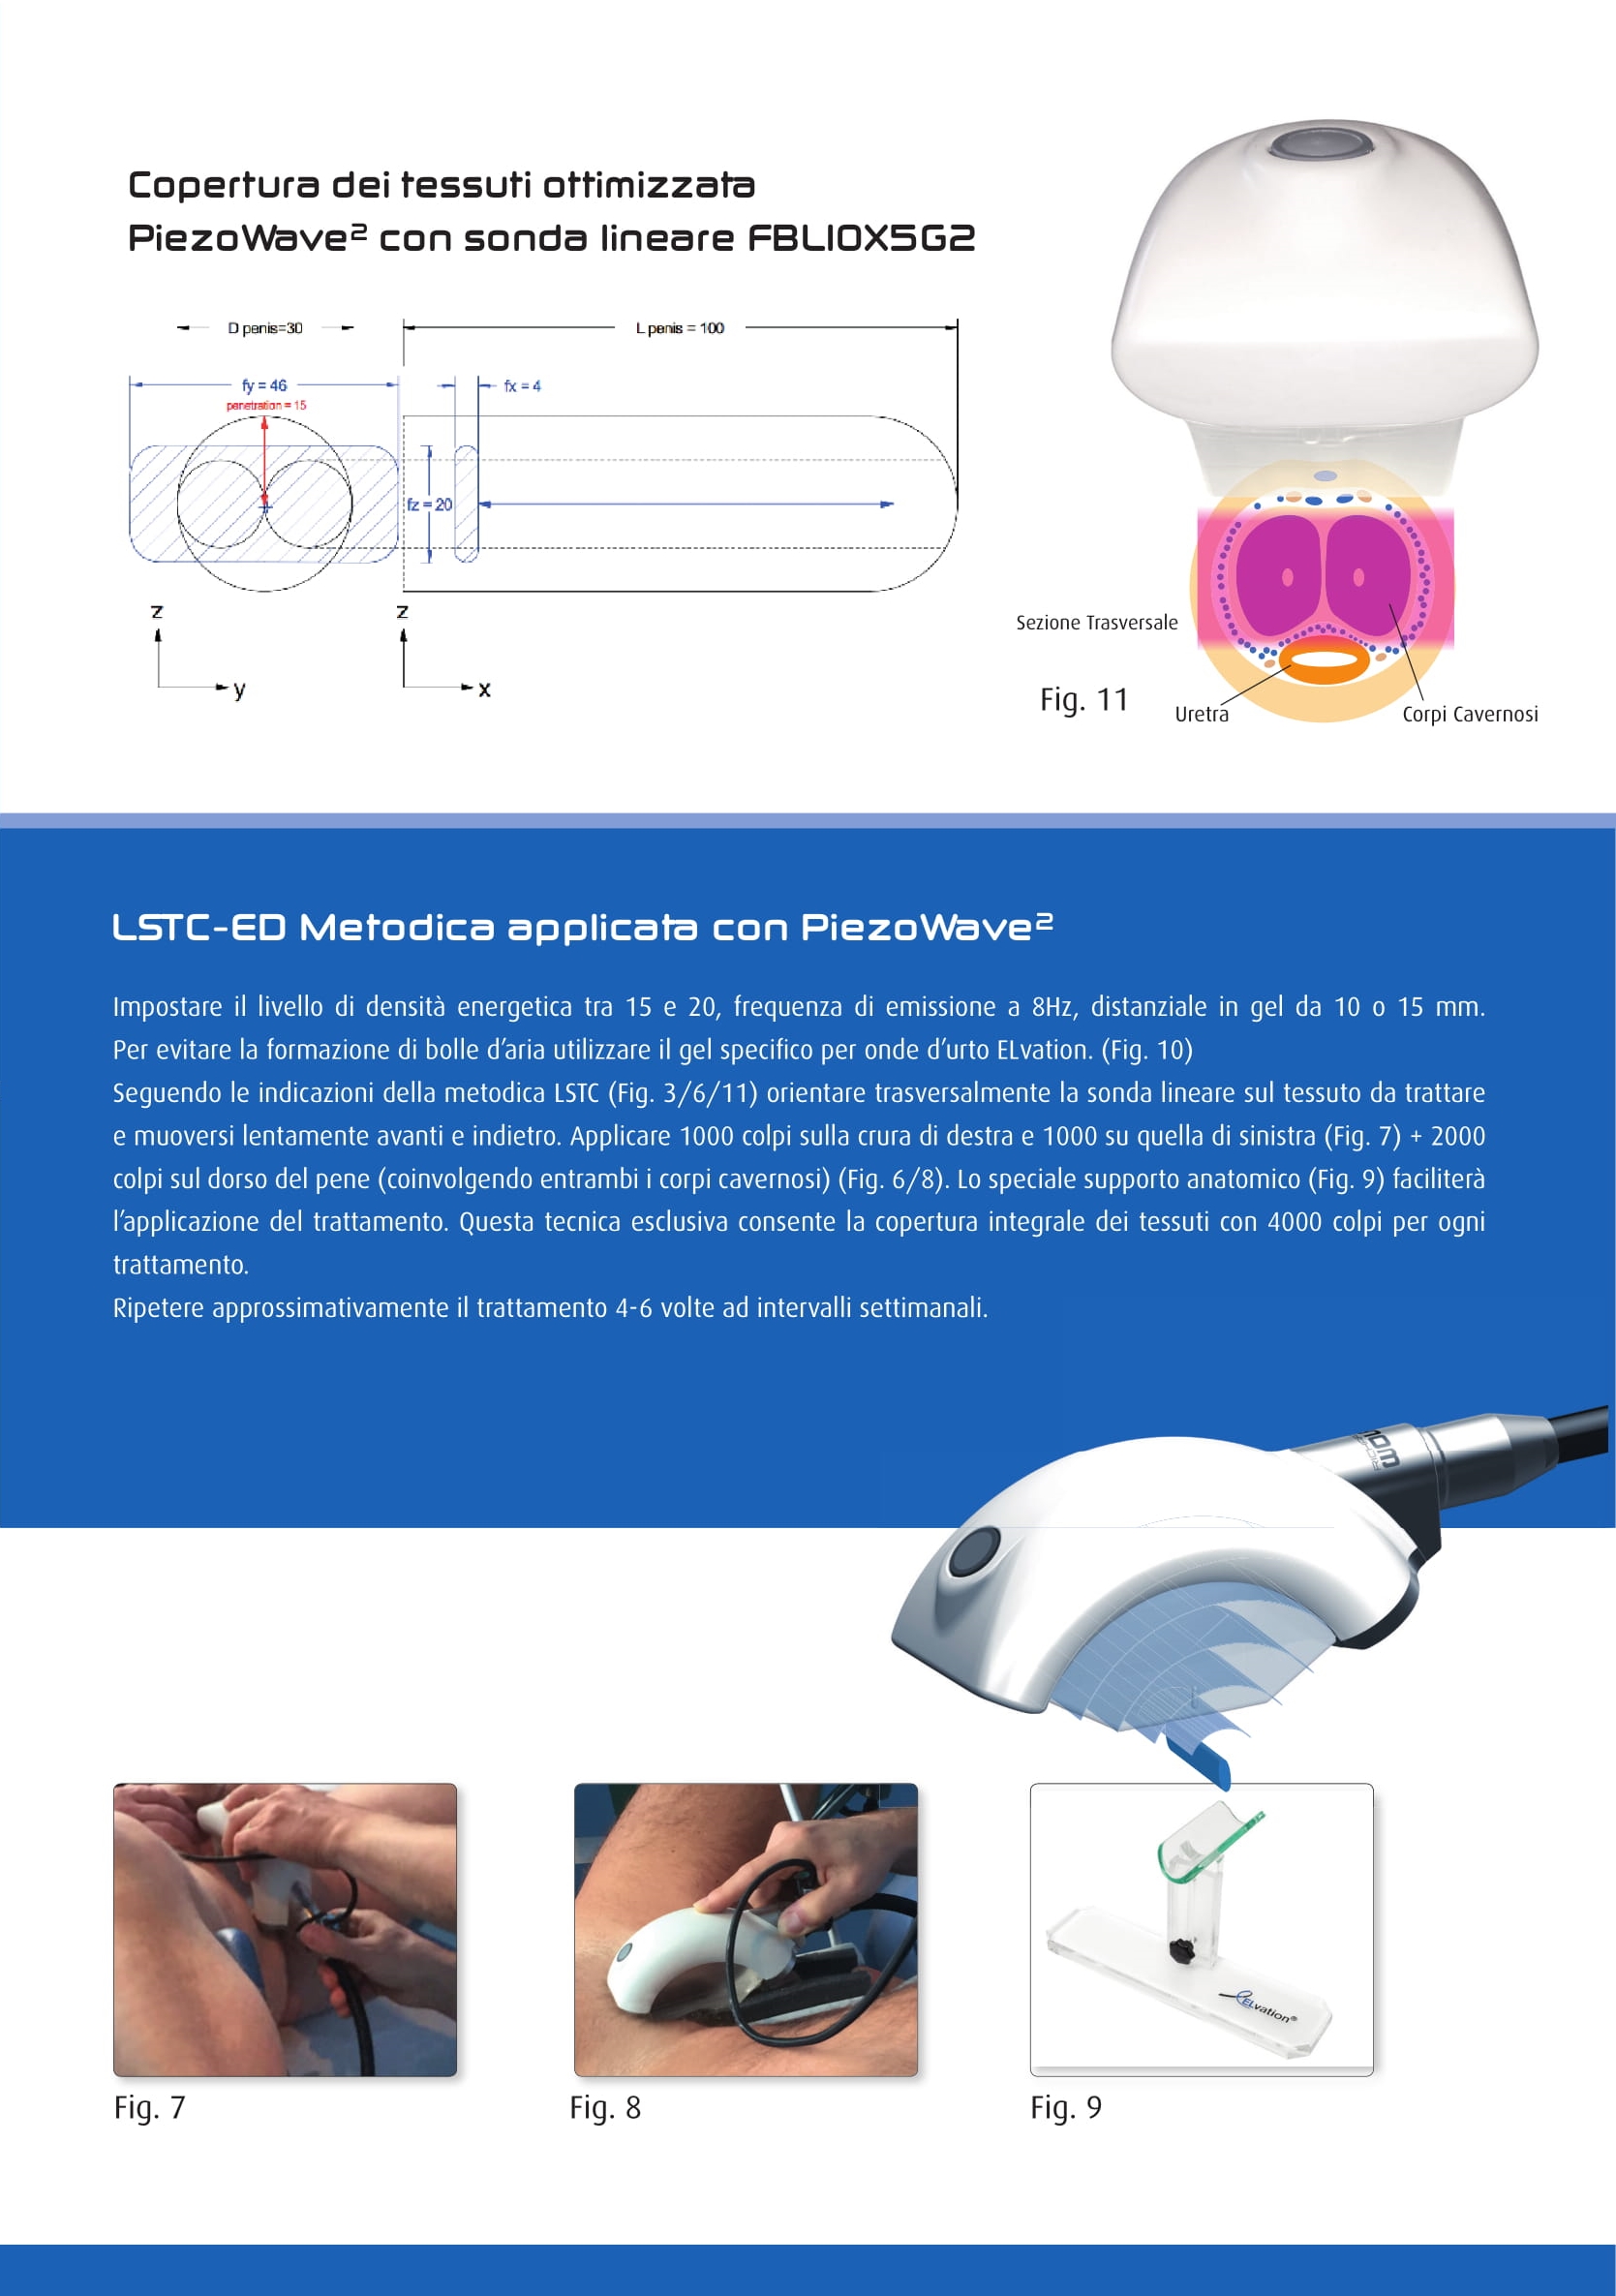 Copertura dei tessuti ottimizzata
PiezoWave² con sonda lineare FBL10X5G2
D penis=30
L penis = 100
fy = 46
fx = 4
penetration = 15
fz = 20
z
z
y
x
Sezione Trasversale
Fig. 11
Uretra
Corpi Cavernosi
LSTC-ED Metodica applicata con PiezoWave²
Impostare il livello di densità energetica tra 15 e 20, frequenza di emissione a 8Hz, distanziale in gel da 10 o 15 mm.
Per evitare la formazione di bolle d’aria utilizzare il gel specifico per onde d’urto ELvation. (Fig. 10)
Seguendo le indicazioni della metodica LSTC (Fig. 3/6/11) orientare trasversalmente la sonda lineare sul tessuto da trattare
e muoversi lentamente avanti e indietro. Applicare 1000 colpi sulla crura di destra e 1000 su quella di sinistra (Fig. 7) + 2000
colpi sul dorso del pene (coinvolgendo entrambi i corpi cavernosi) (Fig. 6/8). Lo speciale supporto anatomico (Fig. 9) faciliterà
l’applicazione del trattamento. Questa tecnica esclusiva consente la copertura integrale dei tessuti con 4000 colpi per ogni
trattamento.
Ripetere approssimativamente il trattamento 4-6 volte ad intervalli settimanali.
ELvation®
Fig. 7
Fig. 8
Fig. 9